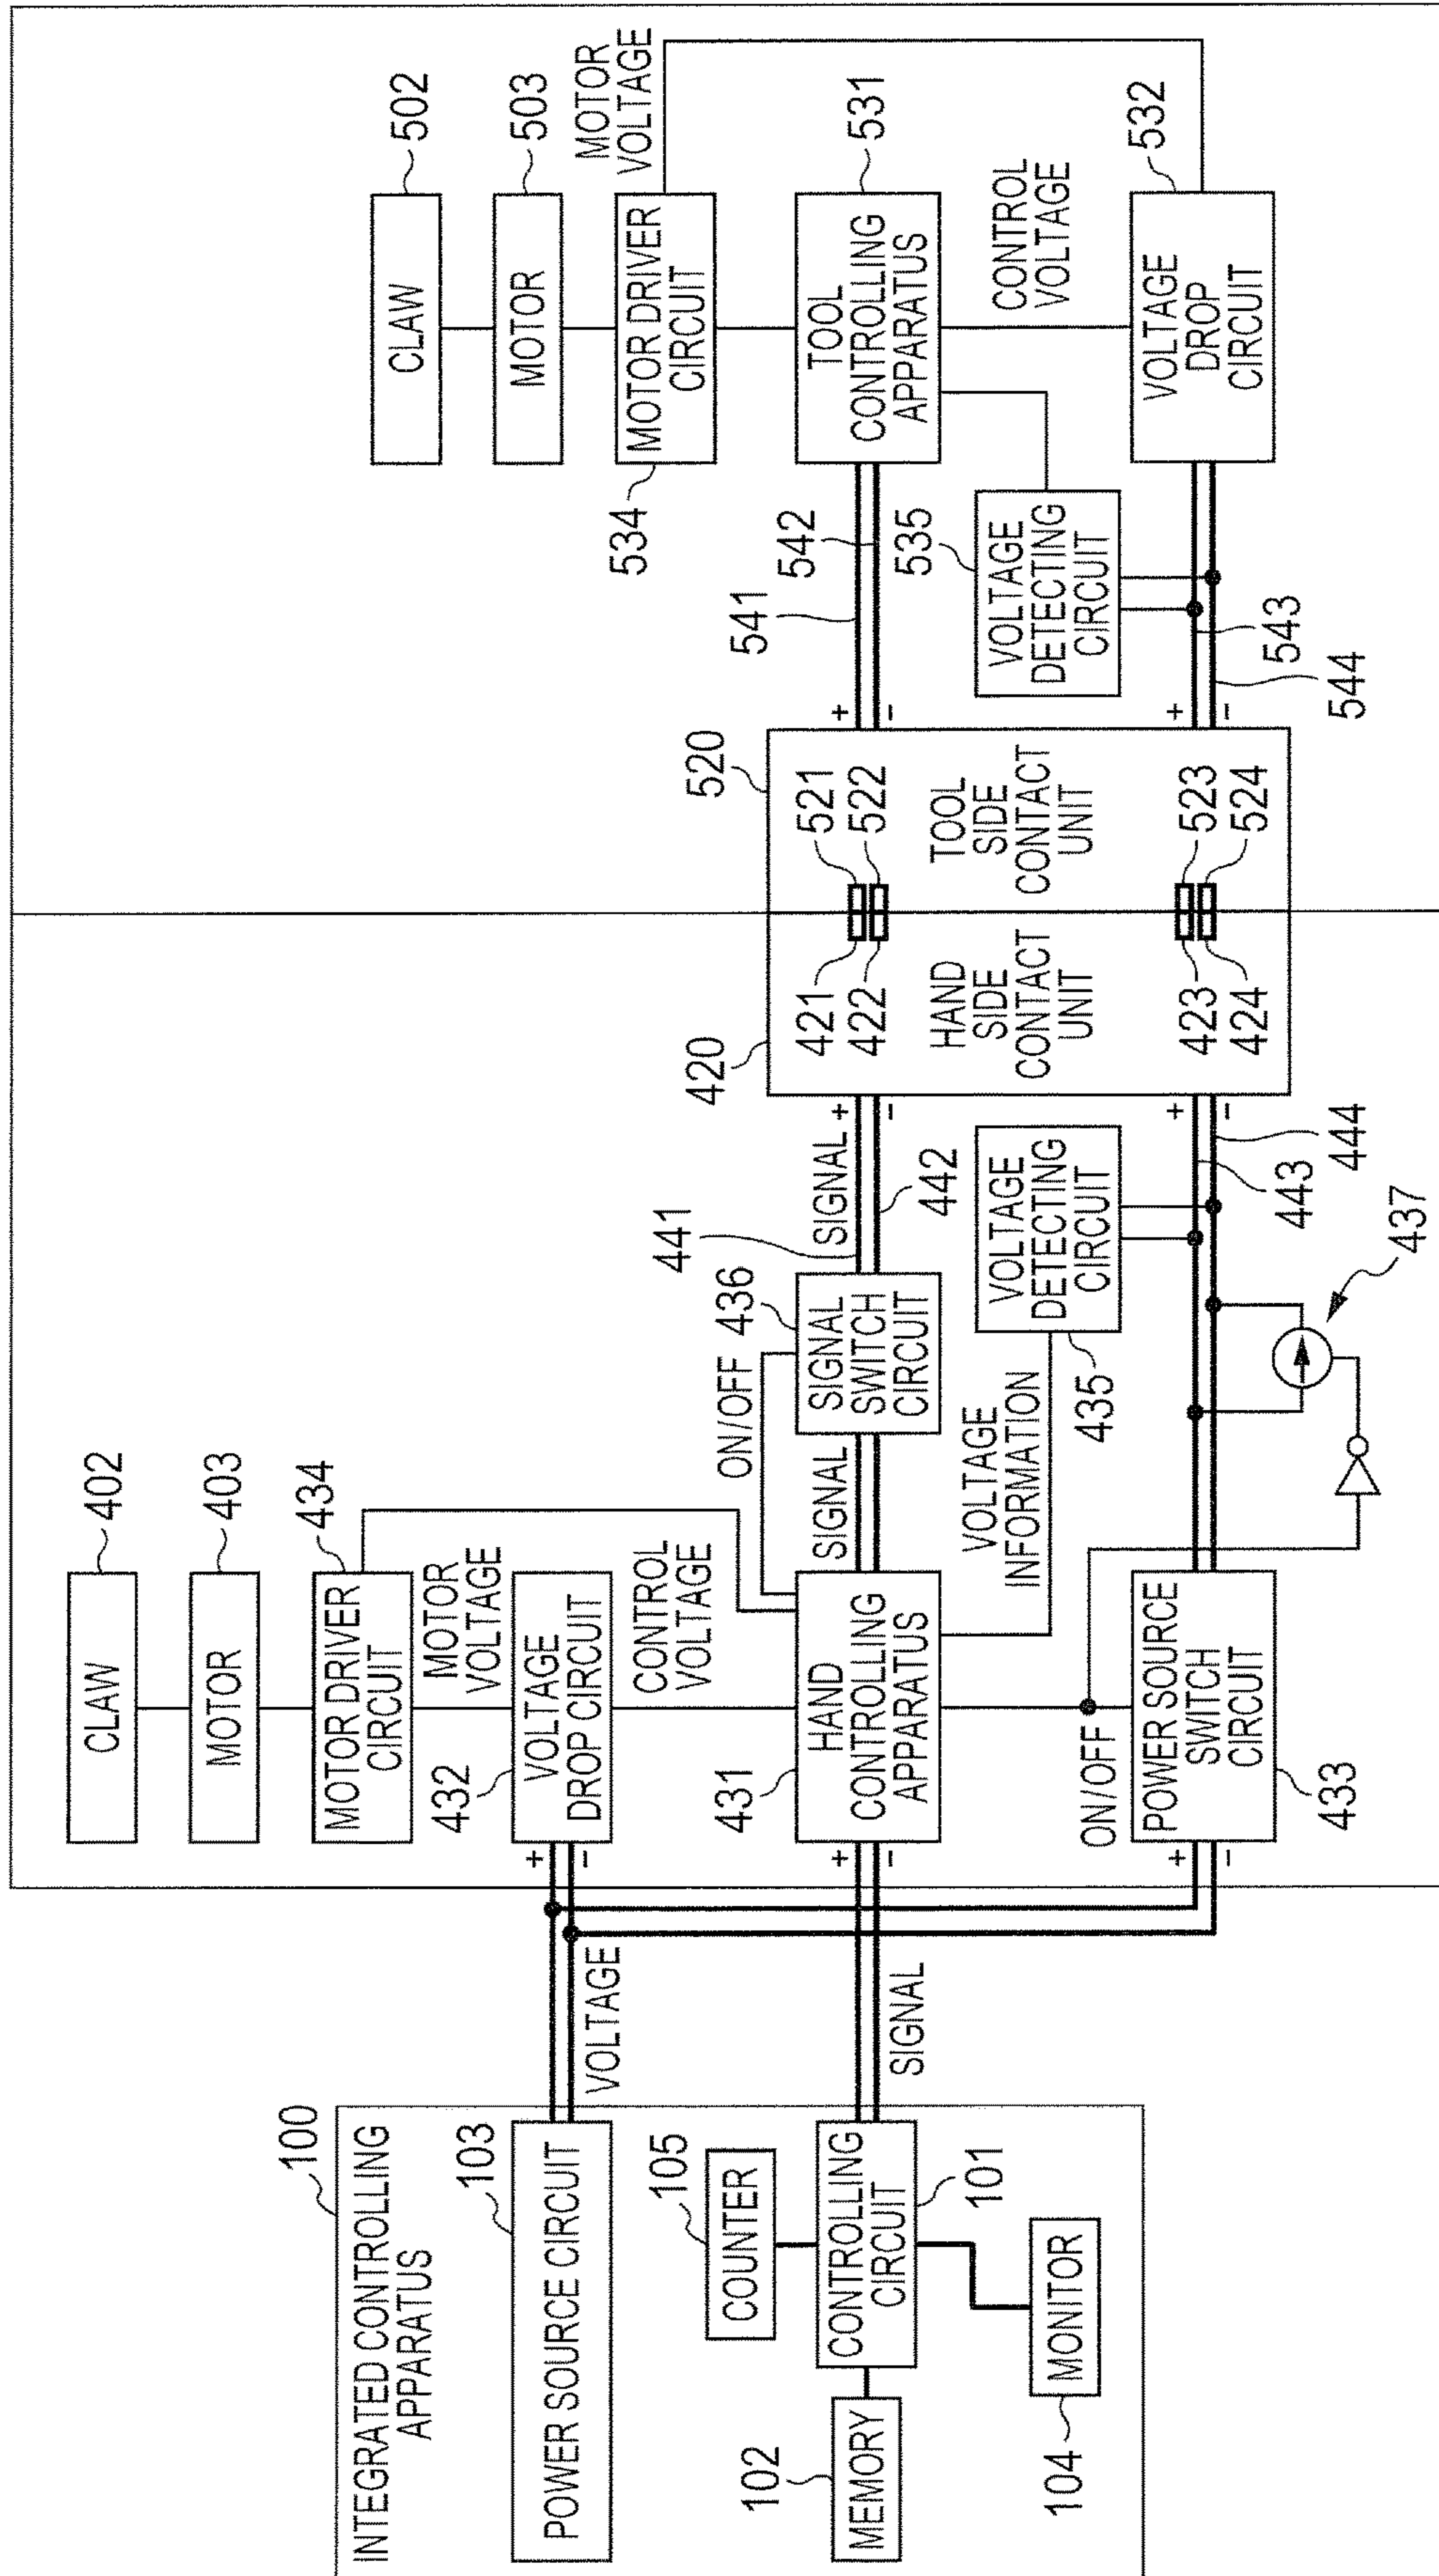 100
INTEGRATED CONTROLLING
APPARATUS
103
POWER SOURCE CIRCUIT
105
COUNTER
CONTROLLING
CIRCUIT
101
102
MEMORY
104
MONITOR
VOLTAGE
SIGNAL
402
CLAW
403
MOTOR
434
MOTOR DRIVER
CIRCUIT
MOTOR
VOLTAGE
432
VOLTAGE
DROP CIRCUIT
+
−
CONTROL
VOLTAGE
431
HAND
CONTROLLING
APPARATUS
+
−
ON/OFF
SIGNAL
436
SIGNAL
SWITCH
CIRCUIT
441
SIGNAL
+
−
442
VOLTAGE
INFORMATION
VOLTAGE
DETECTING
CIRCUIT
435
ON/OFF
POWER SOURCE
SWITCH
CIRCUIT
433
+
−
+
−
443
444
437
420
HAND
SIDE
CONTACT
UNIT
421
422
423
424
520
TOOL
SIDE
CONTACT
UNIT
521
522
523
524
+
−
541
542
+
−
543
544
535
VOLTAGE
DETECTING
CIRCUIT
502
CLAW
503
MOTOR
534
MOTOR DRIVER
CIRCUIT
MOTOR
VOLTAGE
531
TOOL
CONTROLLING
APPARATUS
CONTROL
VOLTAGE
532
VOLTAGE
DROP
CIRCUIT